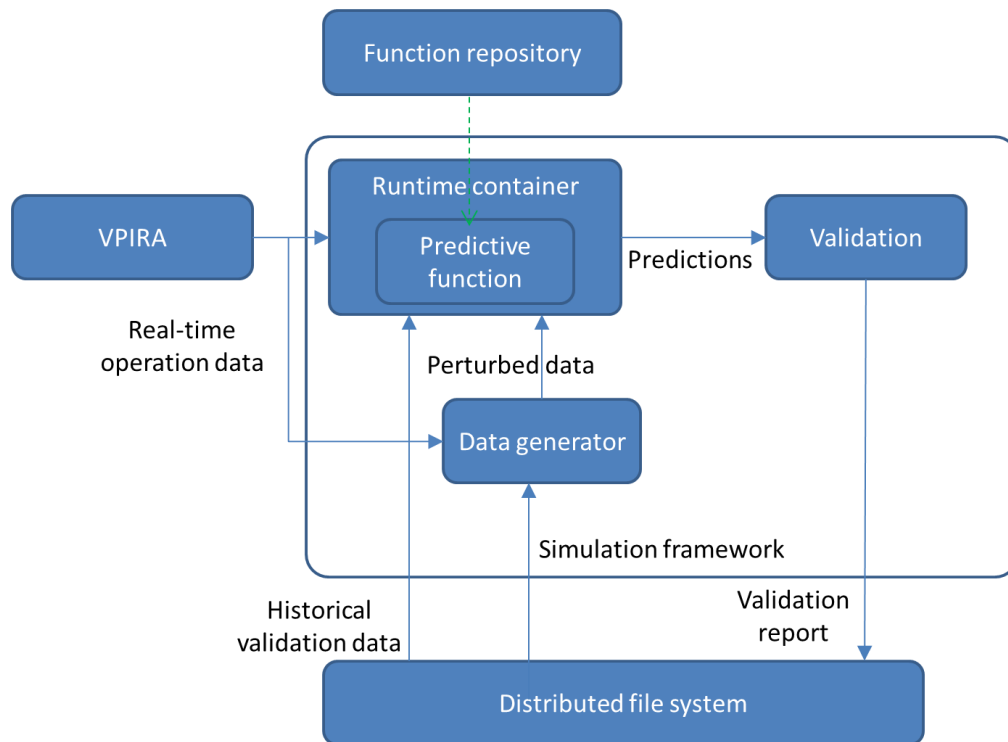 Function repository
Runtime container
VPIRA
Predictive
function
Validation
Predictions
Real-time
operation data
Perturbed data
Data generator
Simulation framework
Historical
validation data
Validation
report
Distributed file system